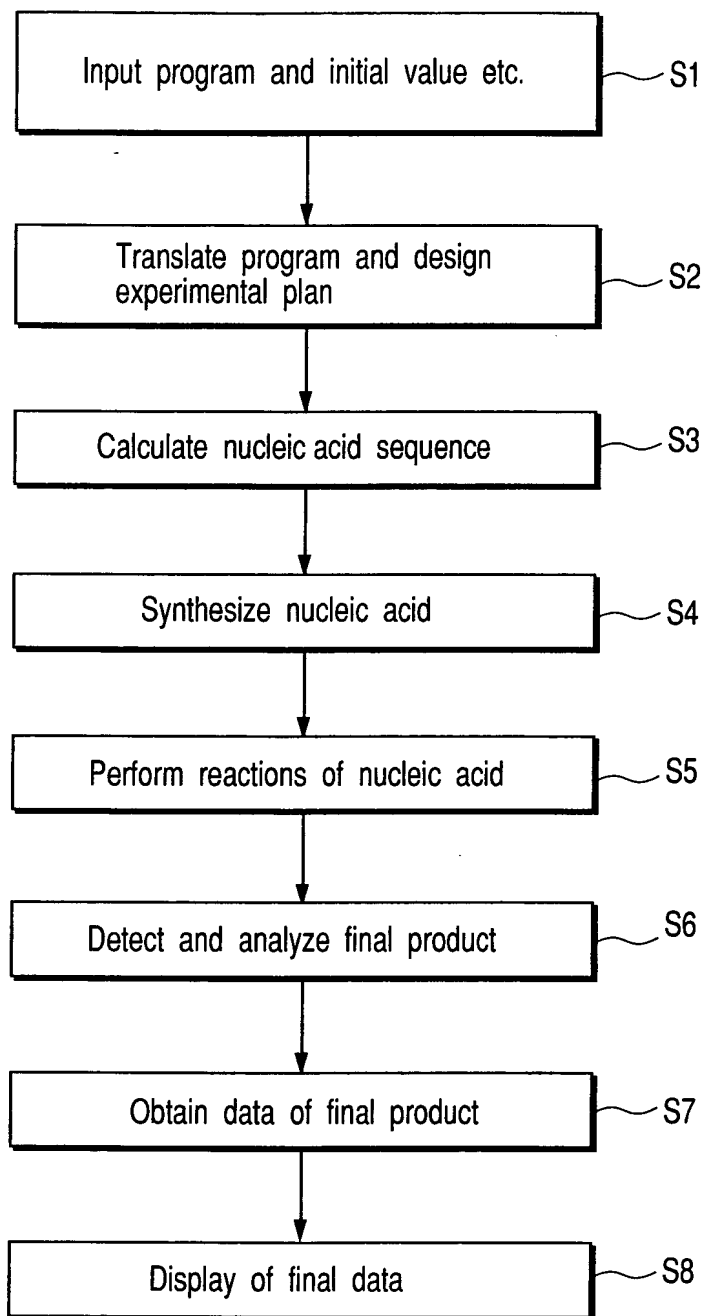 Input program and initial value etc.
S1
Translate program and design
experimental plan
S2
Calculate nucleic acid sequence
S3
Synthesize nucleic acid
S4
Perform reactions of nucleic acid
S5
Detect and analyze final product
S6
Obtain data of final product
S7
Display of final data
S8